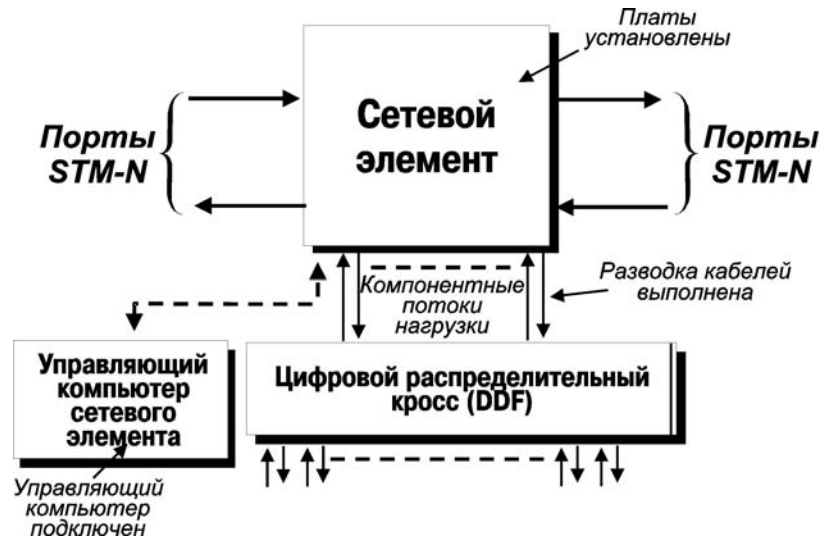 Платы
установлены
Сетевой
элемент
Порты
STM-N
Порты
STM-N
Компонентные
потоки
нагрузки
Разводка кабелей
выполнена
Управляющий
компьютер
сетевого
элемента
Цифровой распределительный
кросс (DDF)
Управляющий
компьютер
подключен